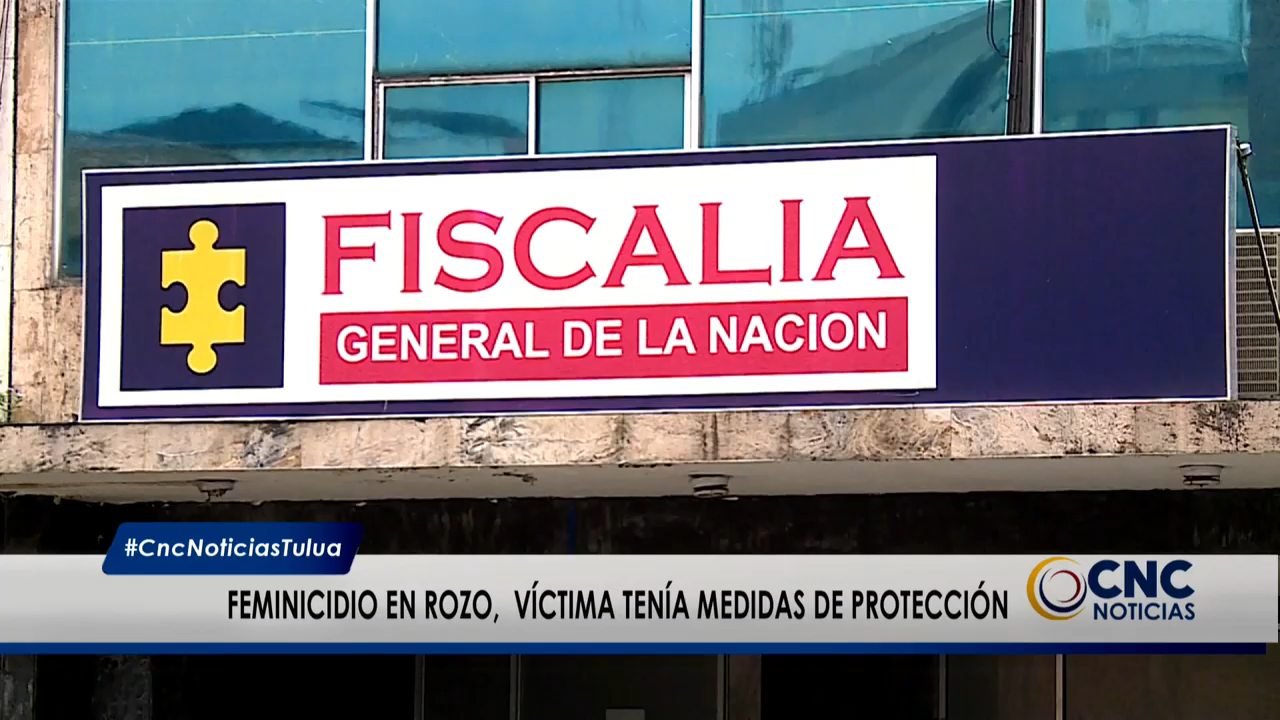 FISCALIA
GENERAL DE LA NACION
#CncNoticiasTulua
FEMINICIDIO EN ROZO, VÍCTIMA TENÍA MEDIDAS DE PROTECCIÓN
CNC
NOTICIAS